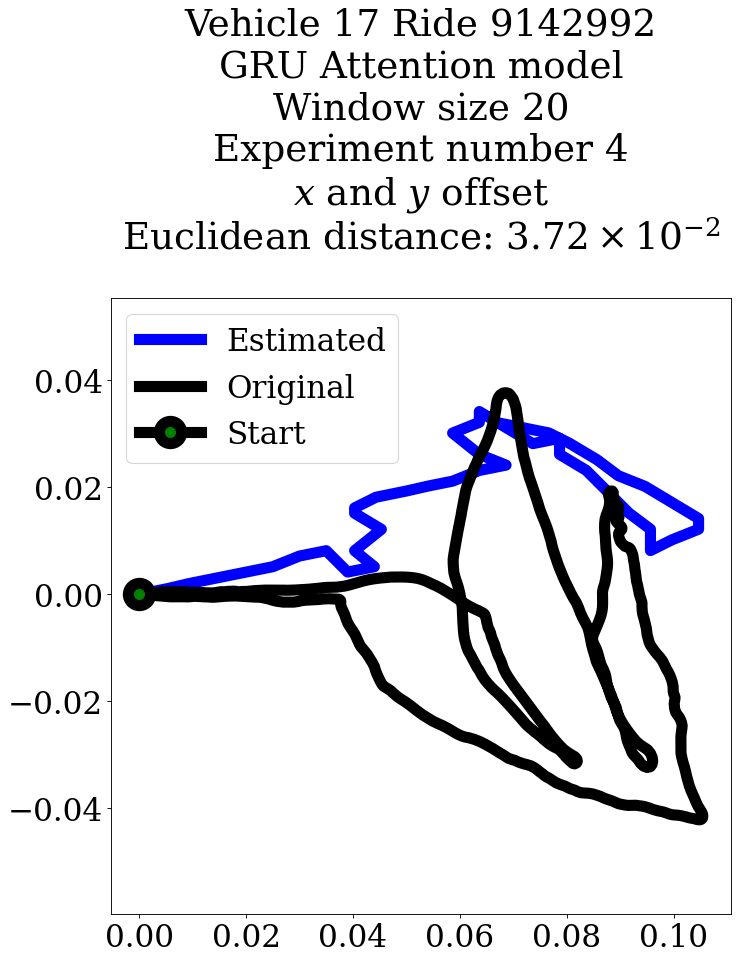 Vehicle 17 Ride 9142992
GRU Attention model
Window size 20
Experiment number 4
x and y offset
Euclidean distance: 3.72 × 10⁻²
Estimated
Original
Start
0.04
0.02
0.00
−0.02
−0.04
0.00 0.02 0.04 0.06 0.08 0.10